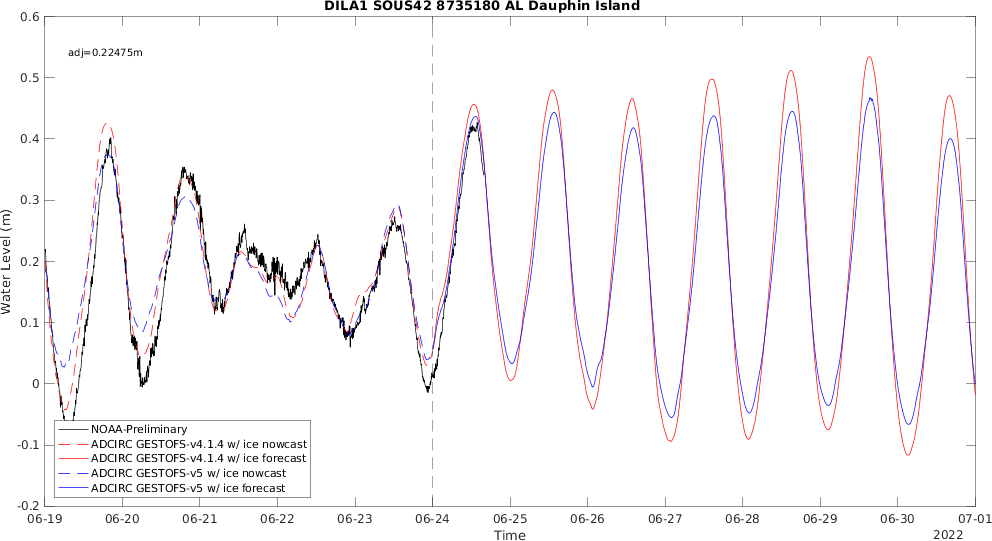 DILA1 SOUS42 8735180 AL Dauphin Island
adj=0.22475m
0.6
0.5
0.4
0.3
0.2
0.1
0
-0.1
-0.2
Water Level (m)
NOAA-Preliminary
ADCIRC GESTOFS-v4.1.4 w/ ice nowcast
ADCIRC GESTOFS-v4.1.4 w/ ice forecast
ADCIRC GESTOFS-v5 w/ ice nowcast
ADCIRC GESTOFS-v5 w/ ice forecast
06-19 06-20 06-21 06-22 06-23 06-24 06-25 06-26 06-27 06-28 06-29 06-30 07-01
Time
2022